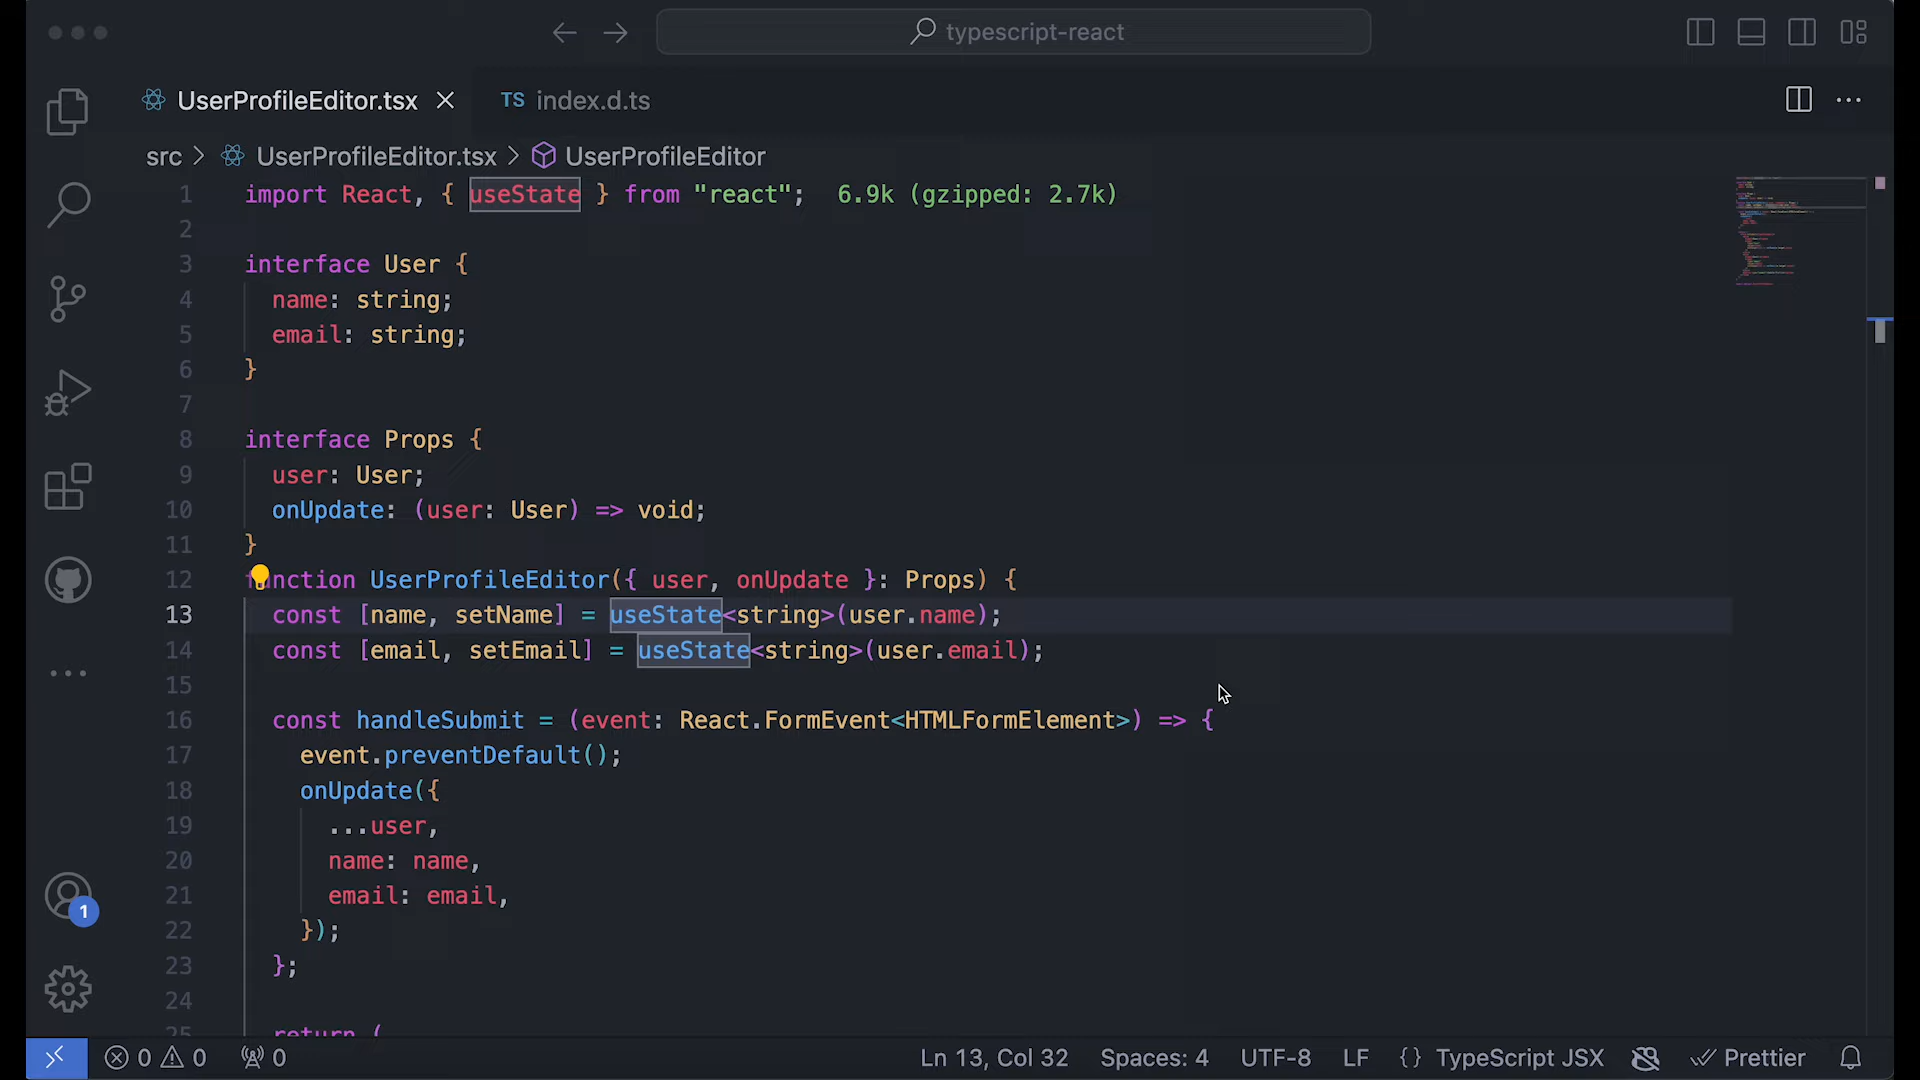 typescript-react
UserProfileEditor.tsx
TS index.d.ts
src > UserProfileEditor.tsx > UserProfileEditor
1 import React, { useState } from "react"; 6.9k (gzipped: 2.7k)
2
3 interface User {
4 name: string;
5 email: string;
6 }
7
8 interface Props {
9 user: User;
10 onUpdate: (user: User) => void;
11 }
12 function UserProfileEditor({ user, onUpdate }: Props) {
13 const [name, setName] = useState<string>(user.name);
14 const [email, setEmail] = useState<string>(user.email);
15
16 const handleSubmit = (event: React.FormEvent<HTMLFormElement>) => {
17 event.preventDefault();
18 onUpdate({
19 ...user,
20 name: name,
21 email: email,
22 });
23 };
24
25 return (
1
0 0 0
Ln 13, Col 32 Spaces: 4 UTF-8 LF {} TypeScript JSX Prettier